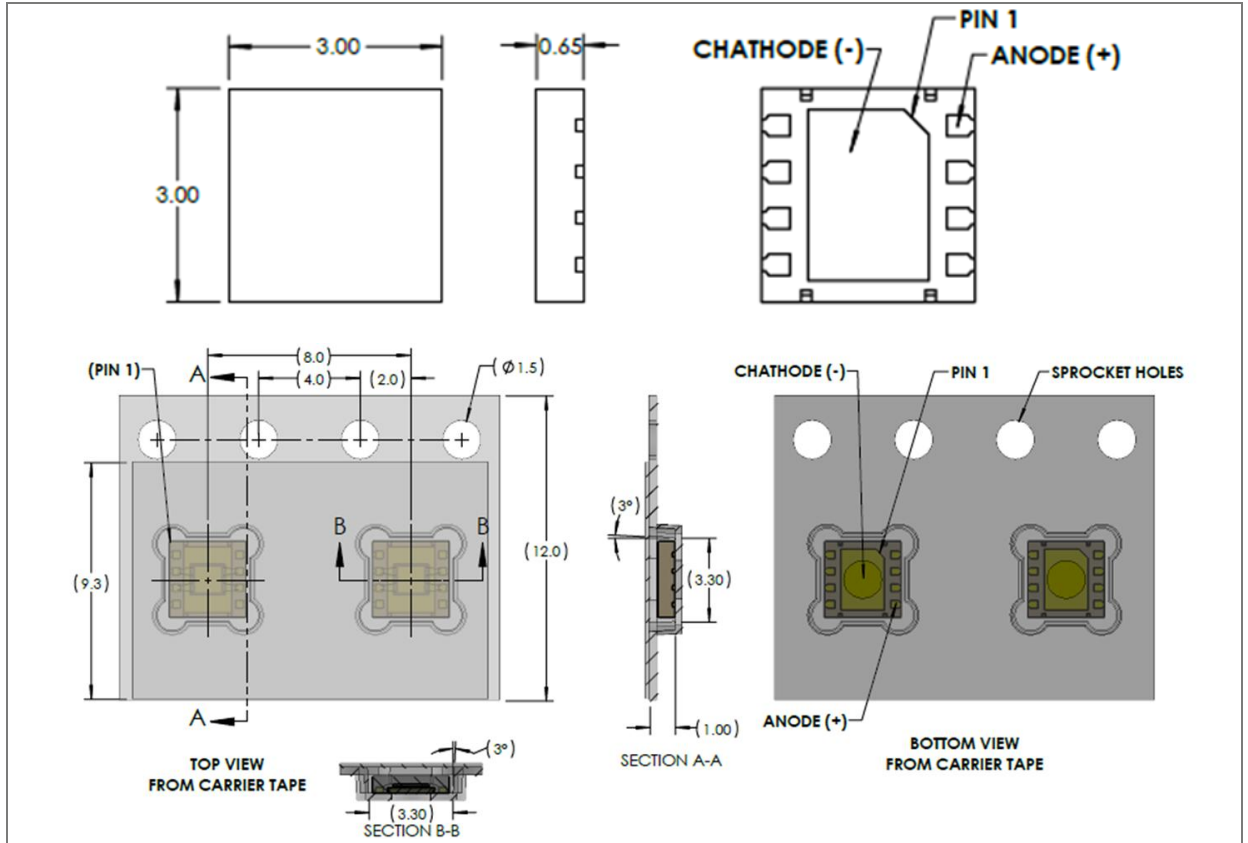 3.00
0.65
3.00
PIN 1
CHATHODE (-)
ANODE (+)
(8.0)
(PIN 1)
A
(4.0)
(2.0)
(Ø1.5)
B
B
(9.3)
(12.0)
A
TOP VIEW
FROM CARRIER TAPE
(3°)
(3.30)
SECTION B-B
(3°)
(3.30)
(1.00)
SECTION A-A
CHATHODE (-)
PIN 1
SPROCKET HOLES
ANODE (+)
BOTTOM VIEW
FROM CARRIER TAPE